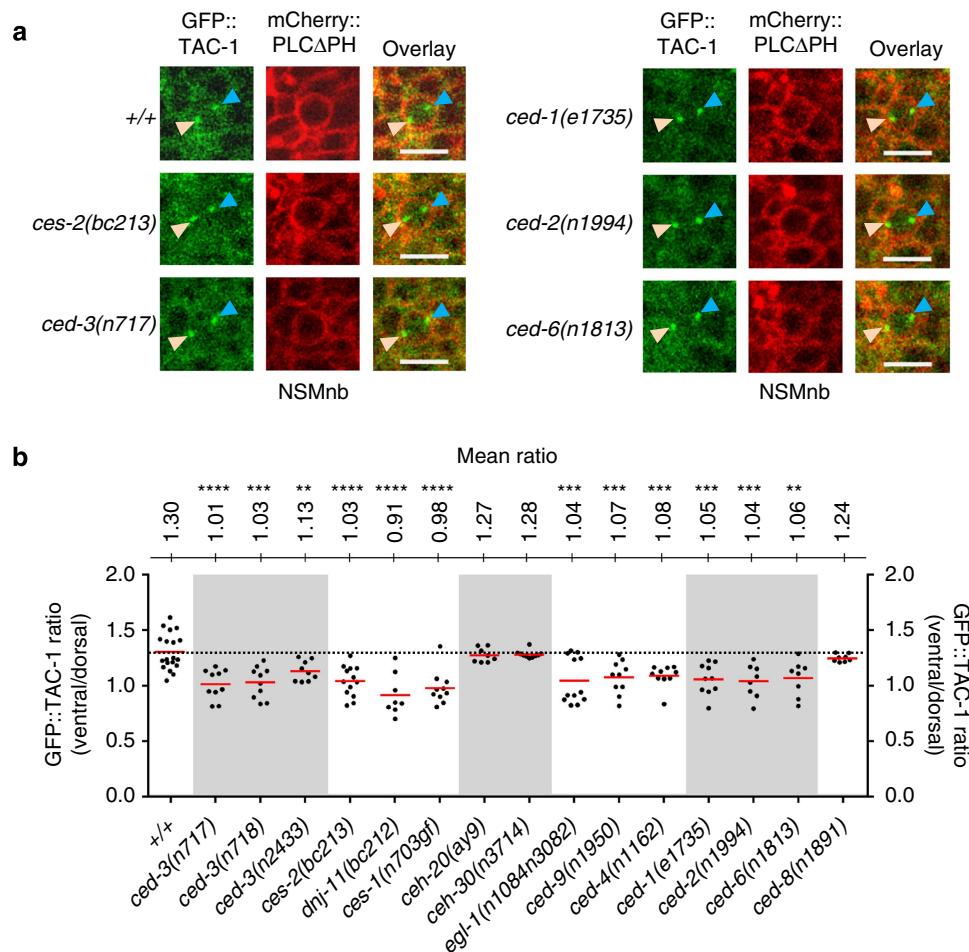 a
GFP::
TAC-1
mCherry::
PLCΔPH
Overlay
+/+
ces-2(bc213)
ced-3(n717)
NSMnb
GFP::
TAC-1
mCherry::
PLCΔPH
Overlay
ced-1(e1735)
ced-2(n1994)
ced-6(n1813)
NSMnb
b
Mean ratio
**** *** ** **** **** **** *** *** *** *** *** **
1.30 1.01 1.03 1.13 1.03 0.91 0.98 1.27 1.28 1.04 1.07 1.08 1.05 1.04 1.06 1.24
GFP::TAC-1 ratio
(ventral/dorsal)
2.0
1.5
1.0
0.5
0.0
2.0
1.5
1.0
0.5
0.0
GFP::TAC-1 ratio
(ventral/dorsal)
+/+
ced-3(n717)
ced-3(n718)
ced-3(n2433)
ces-2(bc213)
dnj-11(bc212)
ces-1(n703gf)
ceh-20(ay9)
ceh-30(n3714)
egl-1(n1084n3082)
ced-9(n1950)
ced-4(n1162)
ced-1(e1735)
ced-2(n1994)
ced-6(n1813)
ced-8(n1891)